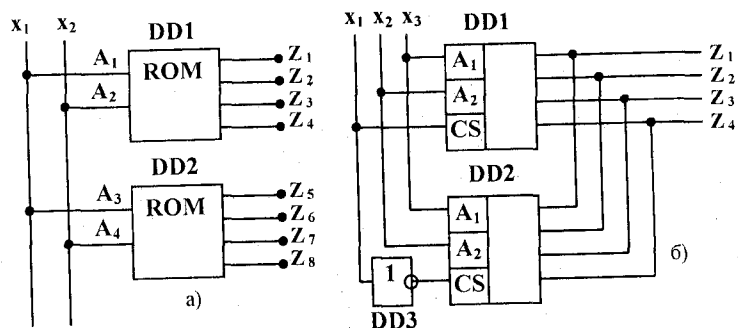 x₁ x₂
DD1
A₁
A₂
ROM
Z₁
Z₂
Z₃
Z₄
DD2
A₃
A₄
ROM
Z₅
Z₆
Z₇
Z₈
а)
x₁ x₂ x₃
DD1
A₁
A₂
CS
Z₁
Z₂
Z₃
Z₄
DD2
A₁
A₂
CS
1
DD3
б)